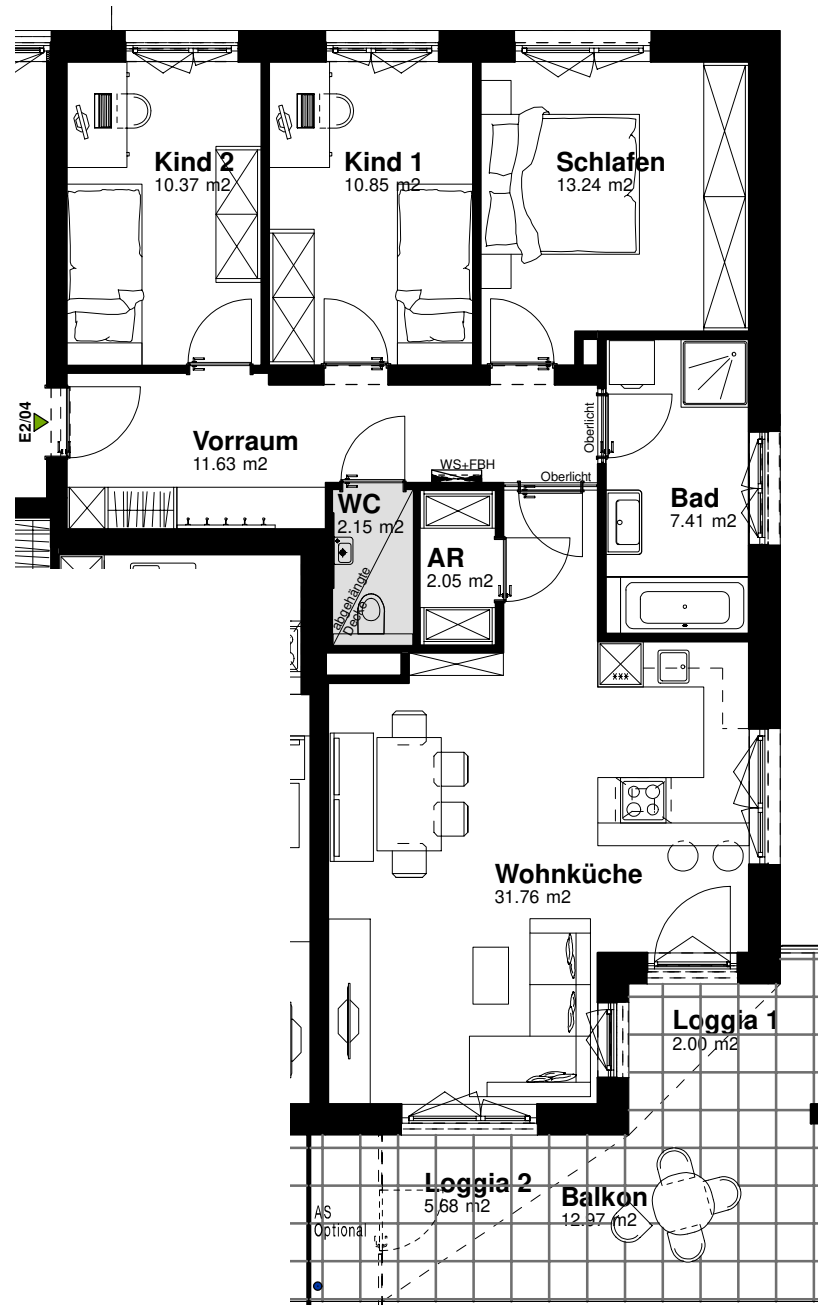 Kind 2
10.37 m2
Kind 1
10.85 m2
Schlafen
13.24 m2
E2/04
Vorraum
11.63 m2
WS+FBH
Oberlicht
Oberlicht
WC
2.15 m2
abgehängte
Decke
AR
2.05 m2
Bad
7.41 m2
***
Wohnküche
31.76 m2
Loggia 1
2.00 m2
Loggia 2
5.68 m2
Balkon
12.97 m2
AS
Optional